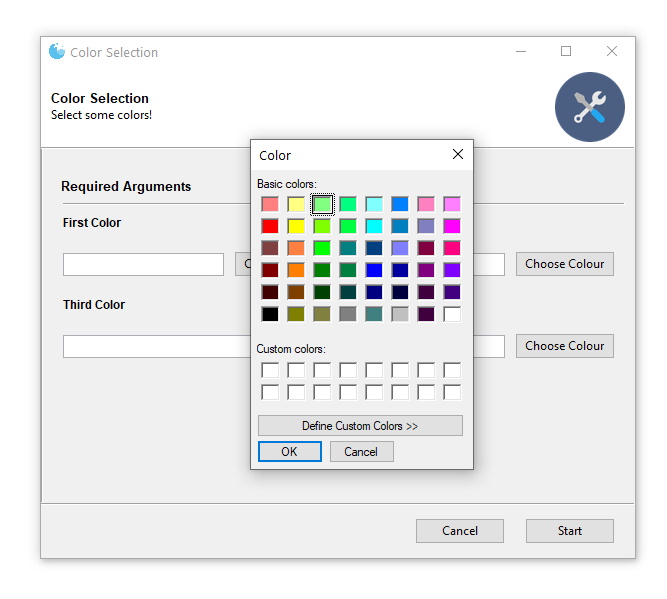 Color Selection
Color Selection
Select some colors!
Required Arguments
First Color
C
Choose Colour
Third Color
Choose Colour
Color
Basic colors:
Custom colors:
Define Custom Colors >>
OK Cancel
Cancel Start